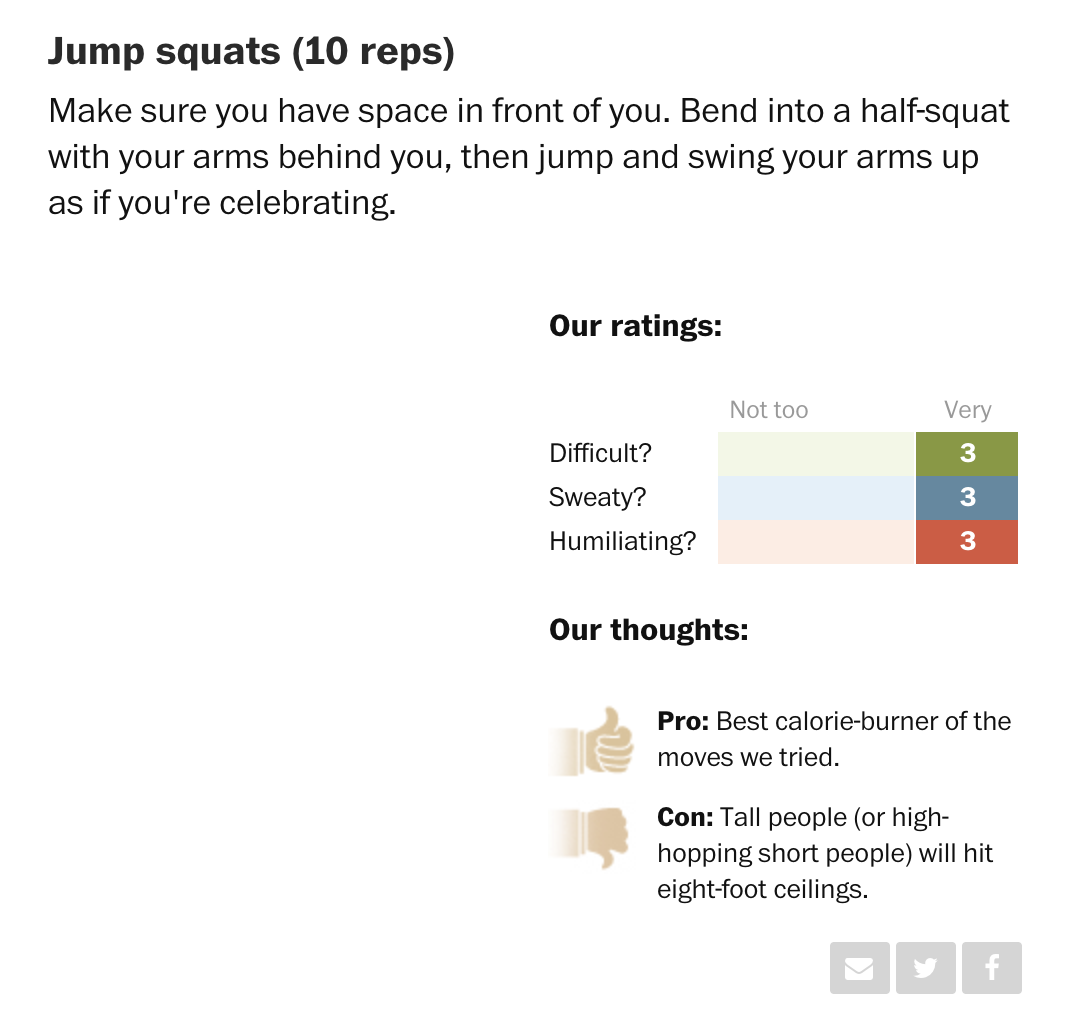 Jump squats (10 reps)
Make sure you have space in front of you. Bend into a half-squat
with your arms behind you, then jump and swing your arms up
as if you're celebrating.
Our ratings:
Not too Very
Difficult? 3
Sweaty? 3
Humiliating? 3
Our thoughts:
Pro: Best calorie-burner of the
moves we tried.
Con: Tall people (or high-
hopping short people) will hit
eight-foot ceilings.